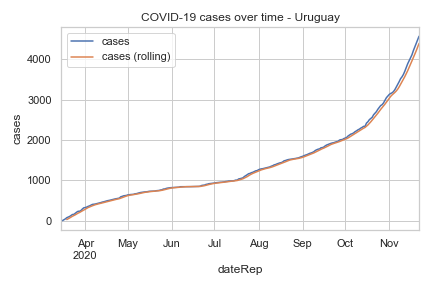 COVID-19 cases over time - Uruguay
cases
cases (rolling)
cases
4000
3000
2000
1000
0
Apr May Jun Jul Aug Sep Oct Nov
2020
dateRep